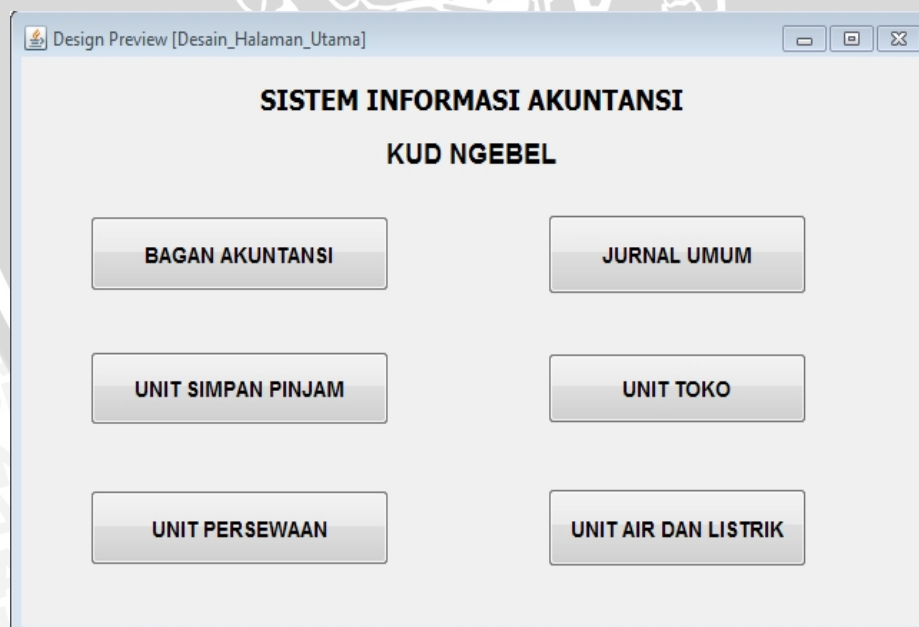 Design Preview [Desain_Halaman_Utama]
SISTEM INFORMASI AKUNTANSI
KUD NGEBEL
BAGAN AKUNTANSI
JURNAL UMUM
UNIT SIMPAN PINJAM
UNIT TOKO
UNIT PERSEWAAN
UNIT AIR DAN LISTRIK